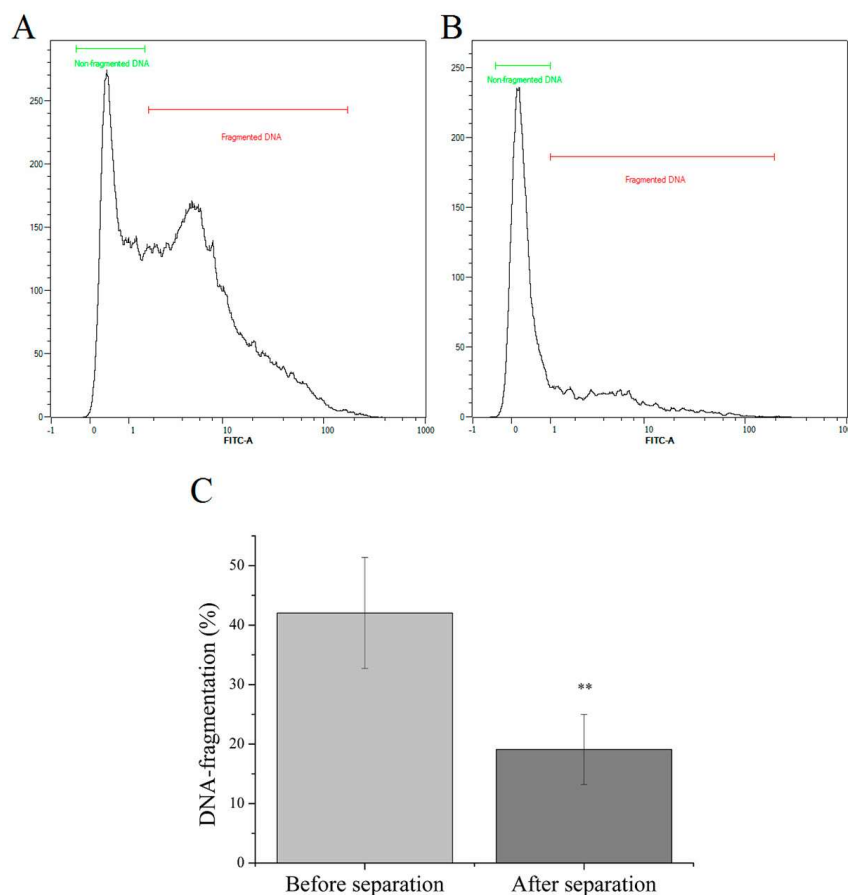 A
Non-fragmented DNA
Fragmented DNA
300
250
200
150
100
50
0
-1 0 1 10 100 1000
FITC-A
B
Non-fragmented DNA
Fragmented DNA
250
200
150
100
50
0
-1 0 1 10 100
FITC-A
C
DNA-fragmentation (%)
50
40
30
20
10
0
**
Before separation After separation